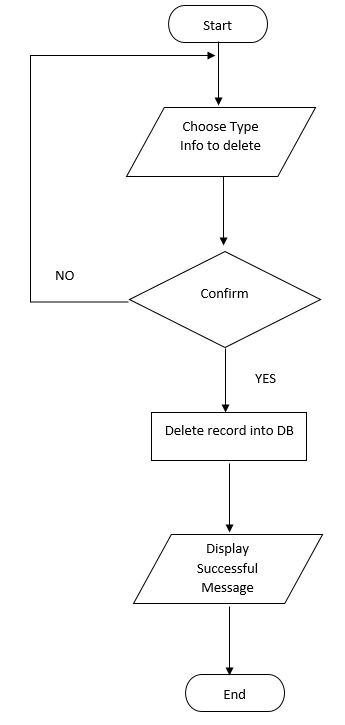 Start
Choose Type
Info to delete
Confirm
NO
YES
Delete record into DB
Display
Successful
Message
End